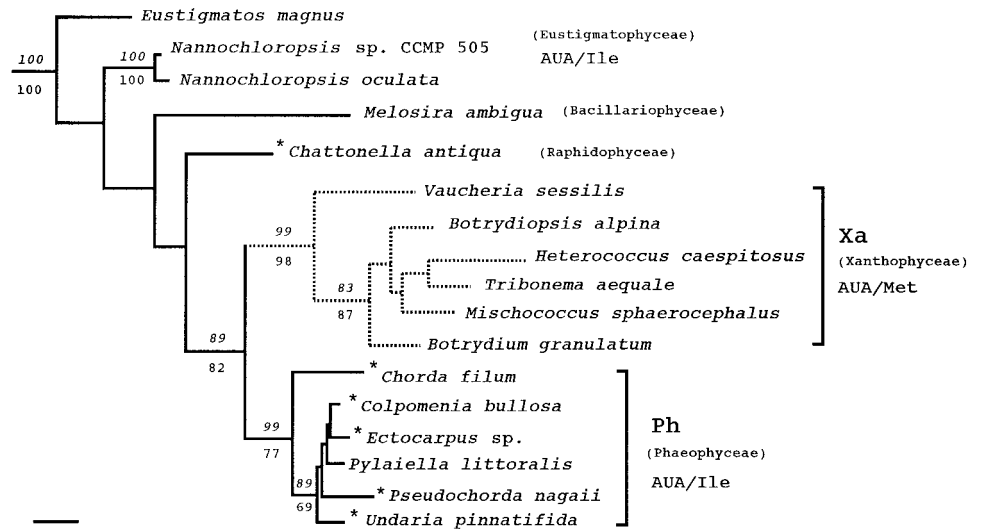 Eustigmatos magnus
(Eustigmatophyceae)
100
100
Nannochloropsis sp. CCMP 505
AUA/Ile
100
100
Nannochloropsis oculata
Melosira ambigua (Bacillariophyceae)
*Chattonella antiqua (Raphidophyceae)
Vaucheria sessilis
99
98
Botrydiopsis alpina
Xa
Heterococcus caespitosus
(Xanthophyceae)
83
87
Tribonema aequale
AUA/Met
Mischococcus sphaerocephalus
89
82
Botrydium granulatum
*Chorda filum
*Colpomenia bullosa
99
77
*Ectocarpus sp.
Ph
(Phaeophyceae)
Pylaiella littoralis
AUA/Ile
89
69
*Pseudochorda nagaii
*Undaria pinnatifida